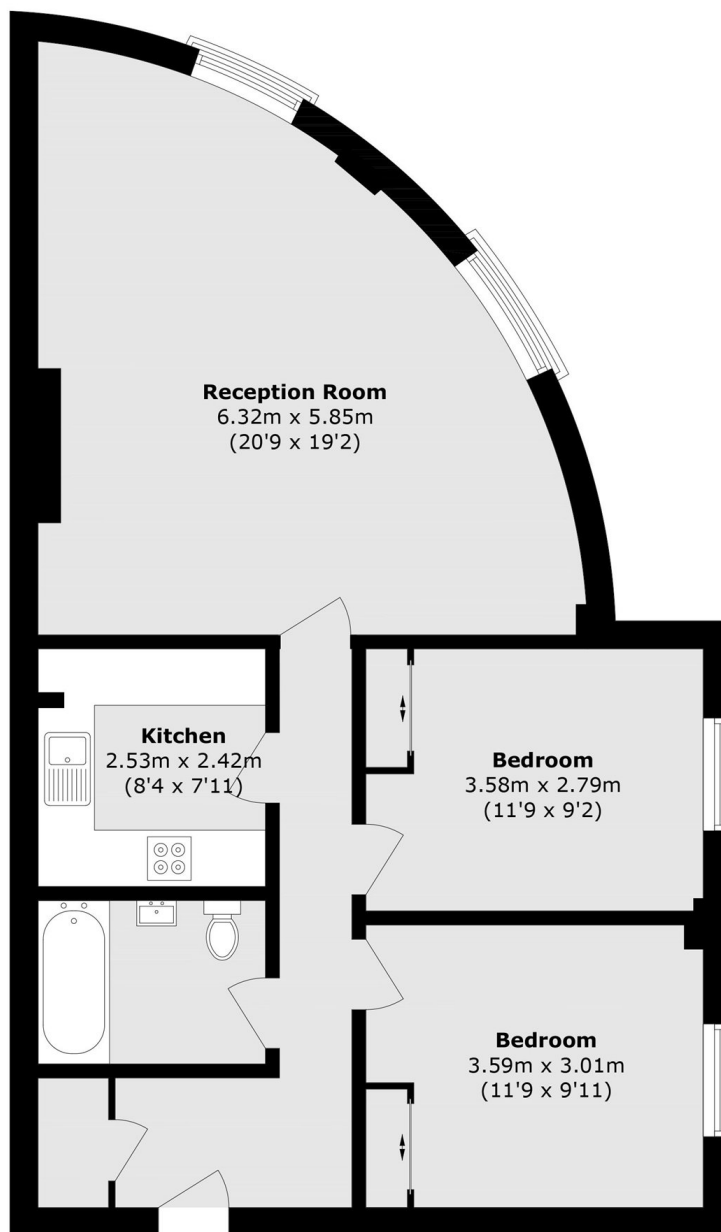 Reception Room
6.32m x 5.85m
(20'9 x 19'2)
Kitchen
2.53m x 2.42m
(8'4 x 7'11)
Bedroom
3.58m x 2.79m
(11'9 x 9'2)
Bedroom
3.59m x 3.01m
(11'9 x 9'11)